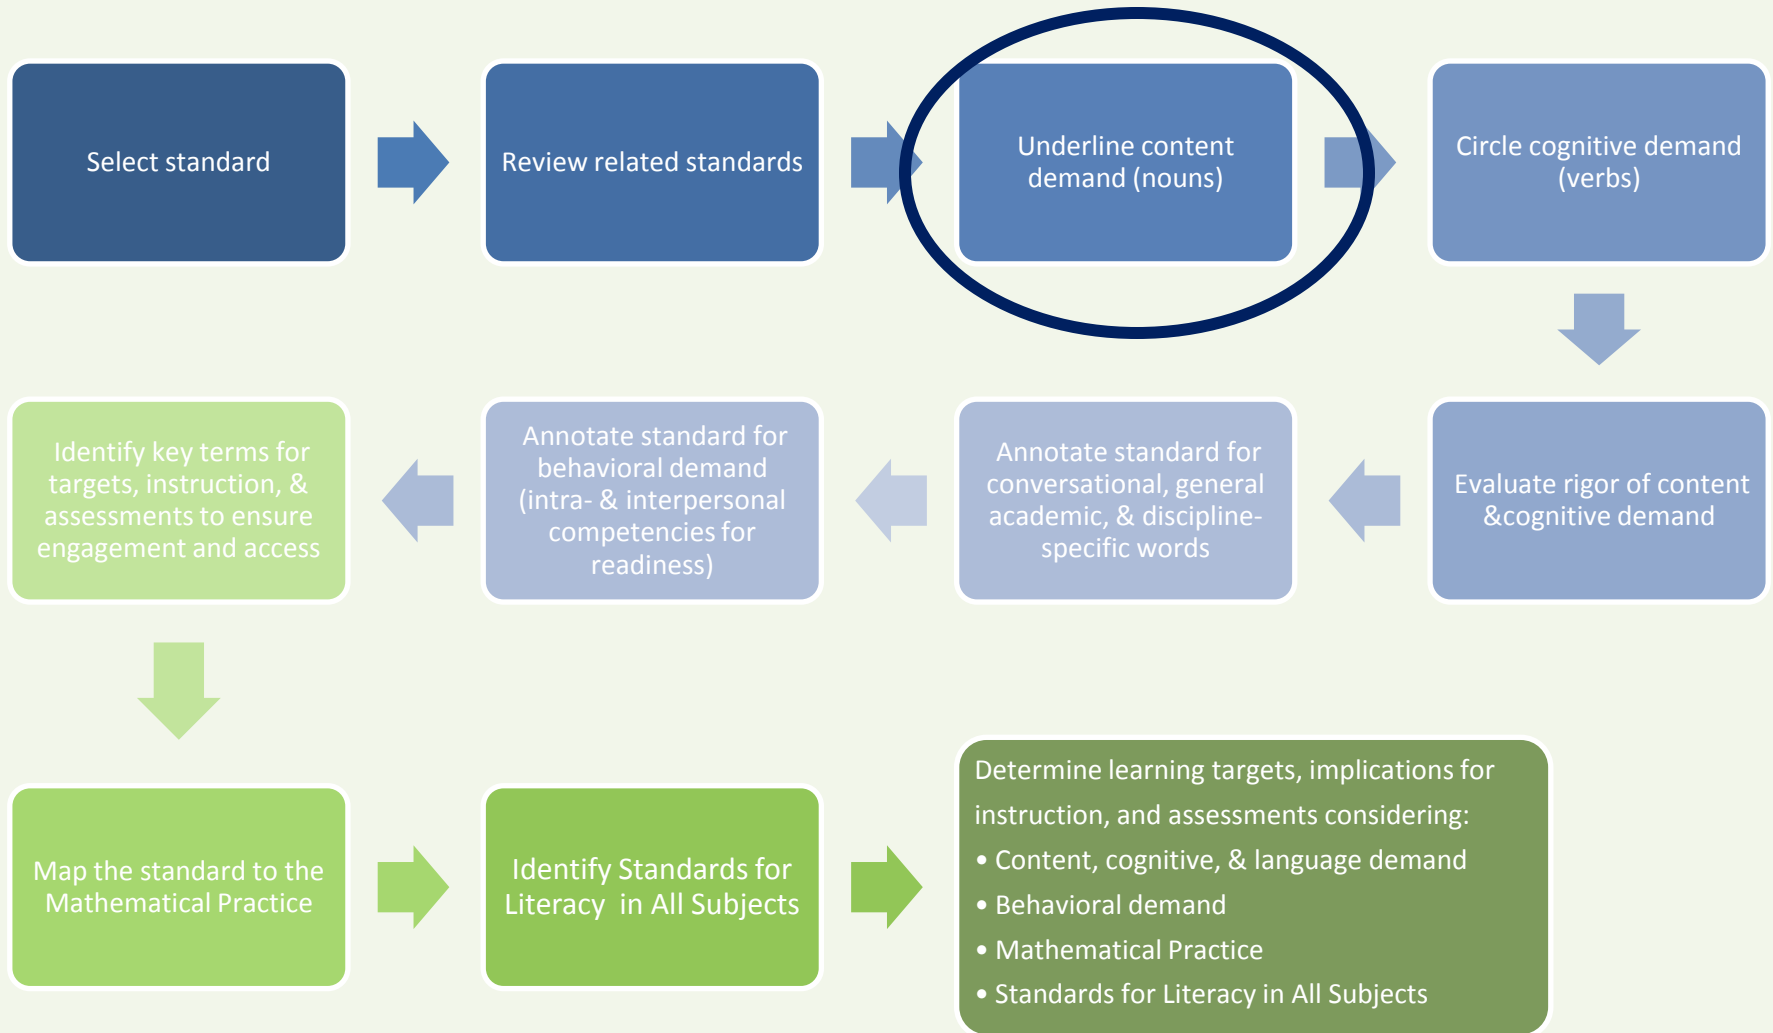 Select standard
Review related standards
Underline content
demand (nouns)
Circle cognitive demand
(verbs)
Evaluate rigor of content
&cognitive demand
Annotate standard for
conversational, general
academic, & discipline-
specific words
Annotate standard for
behavioral demand
(intra- & interpersonal
competencies for
readiness)
Identify key terms for
targets, instruction, &
assessments to ensure
engagement and access
Map the standard to the
Mathematical Practice
Identify Standards for
Literacy in All Subjects
Determine learning targets, implications for
instruction, and assessments considering:
• Content, cognitive, & language demand
• Behavioral demand
• Mathematical Practice
• Standards for Literacy in All Subjects